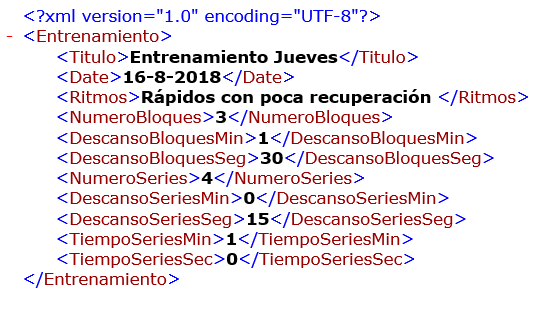 <?xml version="1.0" encoding="UTF-8"?>
- <Entrenamiento>
<Titulo>Entrenamiento Jueves</Titulo>
<Date>16-8-2018</Date>
<Ritmos>Rápidos con poca recuperación </Ritmos>
<NumeroBloques>3</NumeroBloques>
<DescansoBloquesMin>1</DescansoBloquesMin>
<DescansoBloquesSeg>30</DescansoBloquesSeg>
<NumeroSeries>4</NumeroSeries>
<DescansoSeriesMin>0</DescansoSeriesMin>
<DescansoSeriesSeg>15</DescansoSeriesSeg>
<TiempoSeriesMin>1</TiempoSeriesMin>
<TiempoSeriesSec>0</TiempoSeriesSec>
</Entrenamiento>